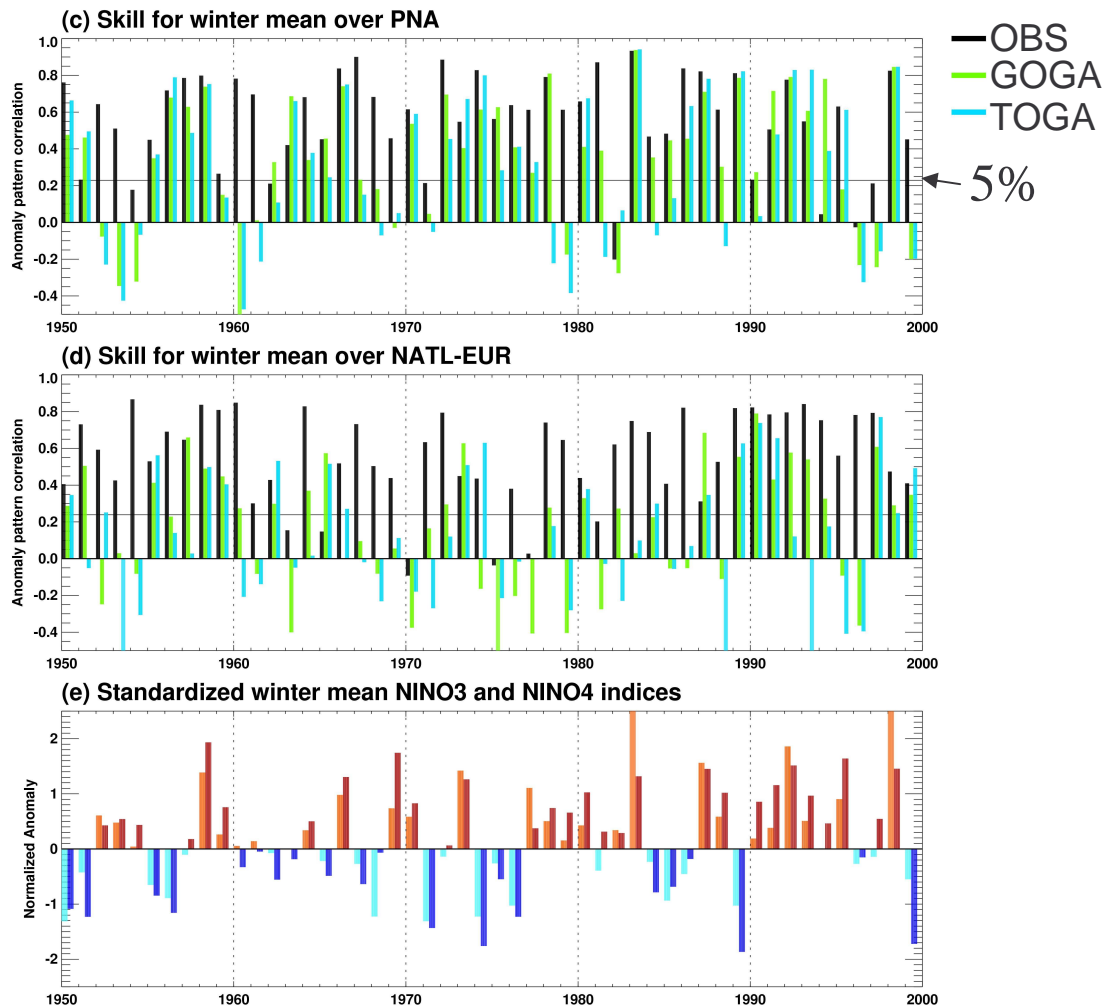 (c) Skill for winter mean over PNA
OBS
GOGA
TOGA
5%
Anomaly pattern correlation
1.0
0.8
0.6
0.4
0.2
0.0
-0.2
-0.4
1950 1960 1970 1980 1990 2000
(d) Skill for winter mean over NATL-EUR
Anomaly pattern correlation
1.0
0.8
0.6
0.4
0.2
0.0
-0.2
-0.4
1950 1960 1970 1980 1990 2000
(e) Standardized winter mean NINO3 and NINO4 indices
Normalized Anomaly
2
1
0
-1
-2
1950 1960 1970 1980 1990 2000